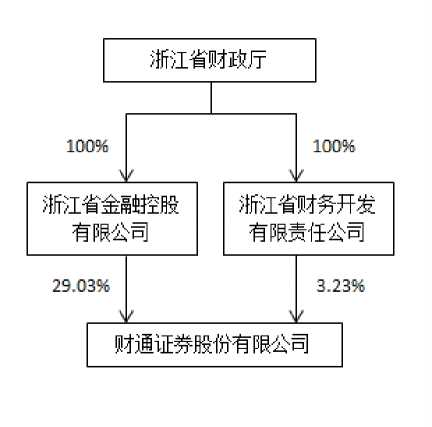 浙江省财政厅
100%
100%
浙江省金融控股
有限公司
浙江省财务开发
有限责任公司
29.03%
3.23%
财通证券股份有限公司